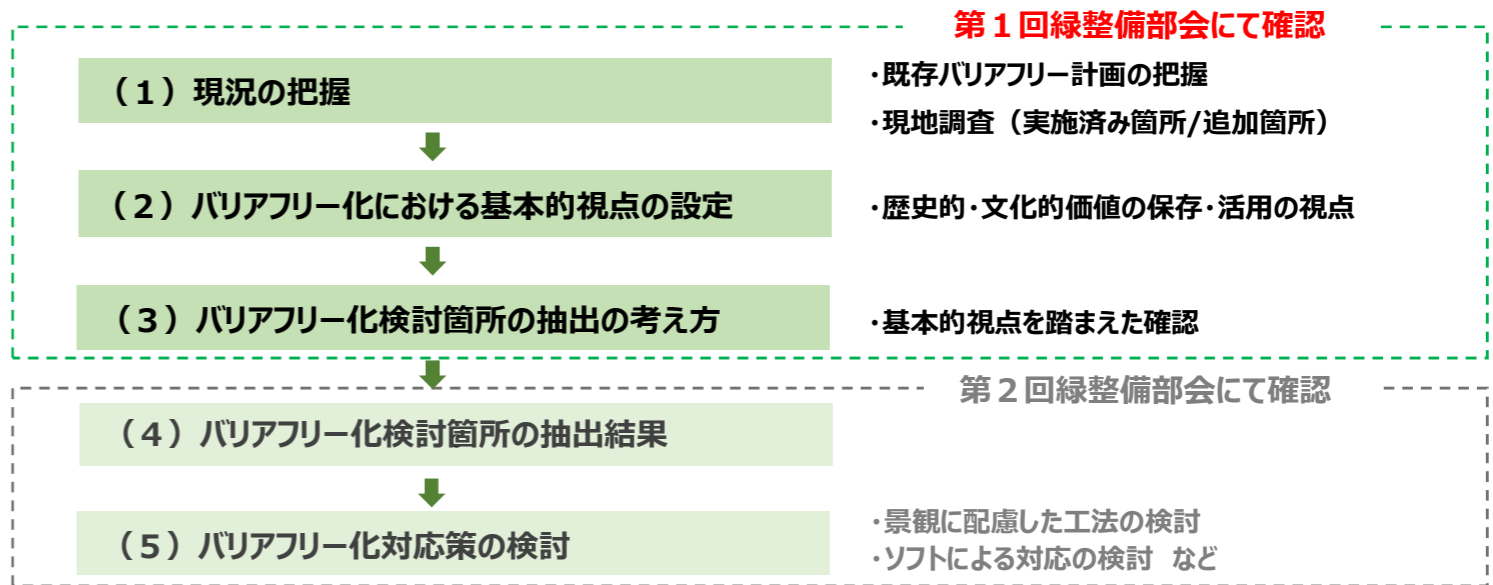 第１回緑整備部会にて確認
（１）現況の把握
・既存バリアフリー計画の把握
・現地調査（実施済み箇所/追加箇所）
（２）バリアフリー化における基本的視点の設定
・歴史的・文化的価値の保存・活用の視点
（３）バリアフリー化検討箇所の抽出の考え方
・基本的視点を踏まえた確認
第２回緑整備部会にて確認
（４）バリアフリー化検討箇所の抽出結果
（５）バリアフリー化対応策の検討
・景観に配慮した工法の検討
・ソフトによる対応の検討 など